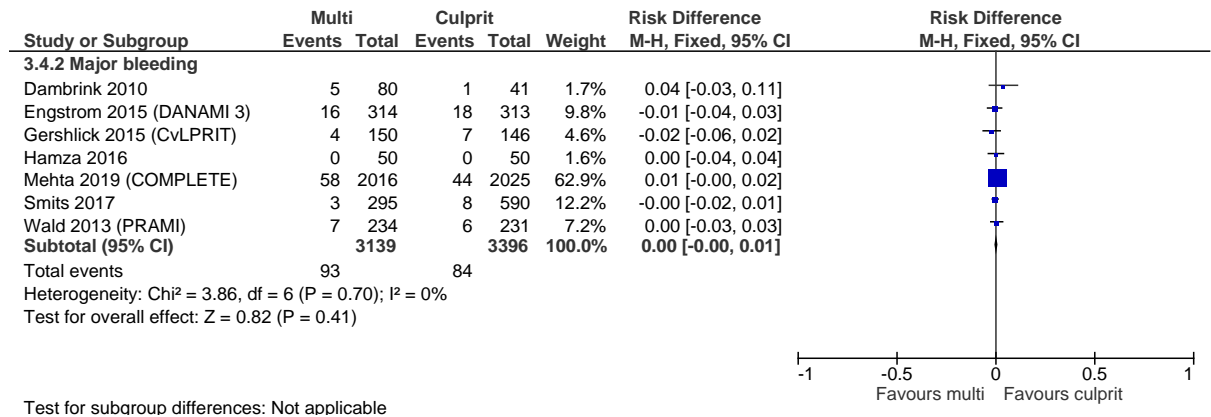 Multi Culprit Risk Difference Risk Difference
Study or Subgroup Events Total Events Total Weight M-H, Fixed, 95% CI M-H, Fixed, 95% CI
3.4.2 Major bleeding
Dambrink 2010 5 80 1 41 1.7% 0.04 [-0.03, 0.11]
Engstrom 2015 (DANAMI 3) 16 314 18 313 9.8% -0.01 [-0.04, 0.03]
Gershlick 2015 (CvLPRIT) 4 150 7 146 4.6% -0.02 [-0.06, 0.02]
Hamza 2016 0 50 0 50 1.6% 0.00 [-0.04, 0.04]
Mehta 2019 (COMPLETE) 58 2016 44 2025 62.9% 0.01 [-0.00, 0.02]
Smits 2017 3 295 8 590 12.2% -0.00 [-0.02, 0.01]
Wald 2013 (PRAMI) 7 234 6 231 7.2% 0.00 [-0.03, 0.03]
Subtotal (95% CI) 3139 3396 100.0% 0.00 [-0.00, 0.01]
Total events 93 84
Heterogeneity: Chi² = 3.86, df = 6 (P = 0.70); I² = 0%
Test for overall effect: Z = 0.82 (P = 0.41)
-1 -0.5 0 0.5 1
Favours multi Favours culprit
Test for subgroup differences: Not applicable